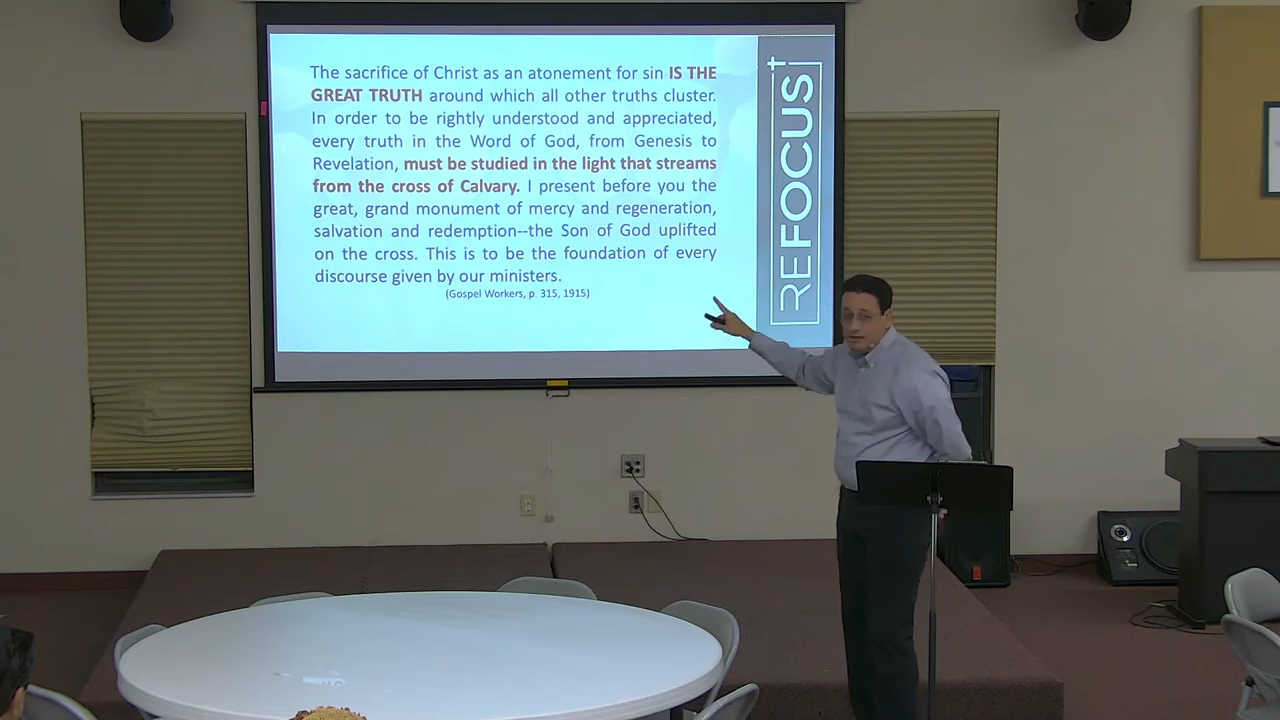 The sacrifice of Christ as an atonement for sin IS THE
GREAT TRUTH around which all other truths cluster.
In order to be rightly understood and appreciated,
every truth in the Word of God, from Genesis to
Revelation, must be studied in the light that streams
from the cross of Calvary. I present before you the
great, grand monument of mercy and regeneration,
salvation and redemption--the Son of God uplifted
on the cross. This is to be the foundation of every
discourse given by our ministers.
(Gospel Workers, p. 315, 1915)
REFOCUS